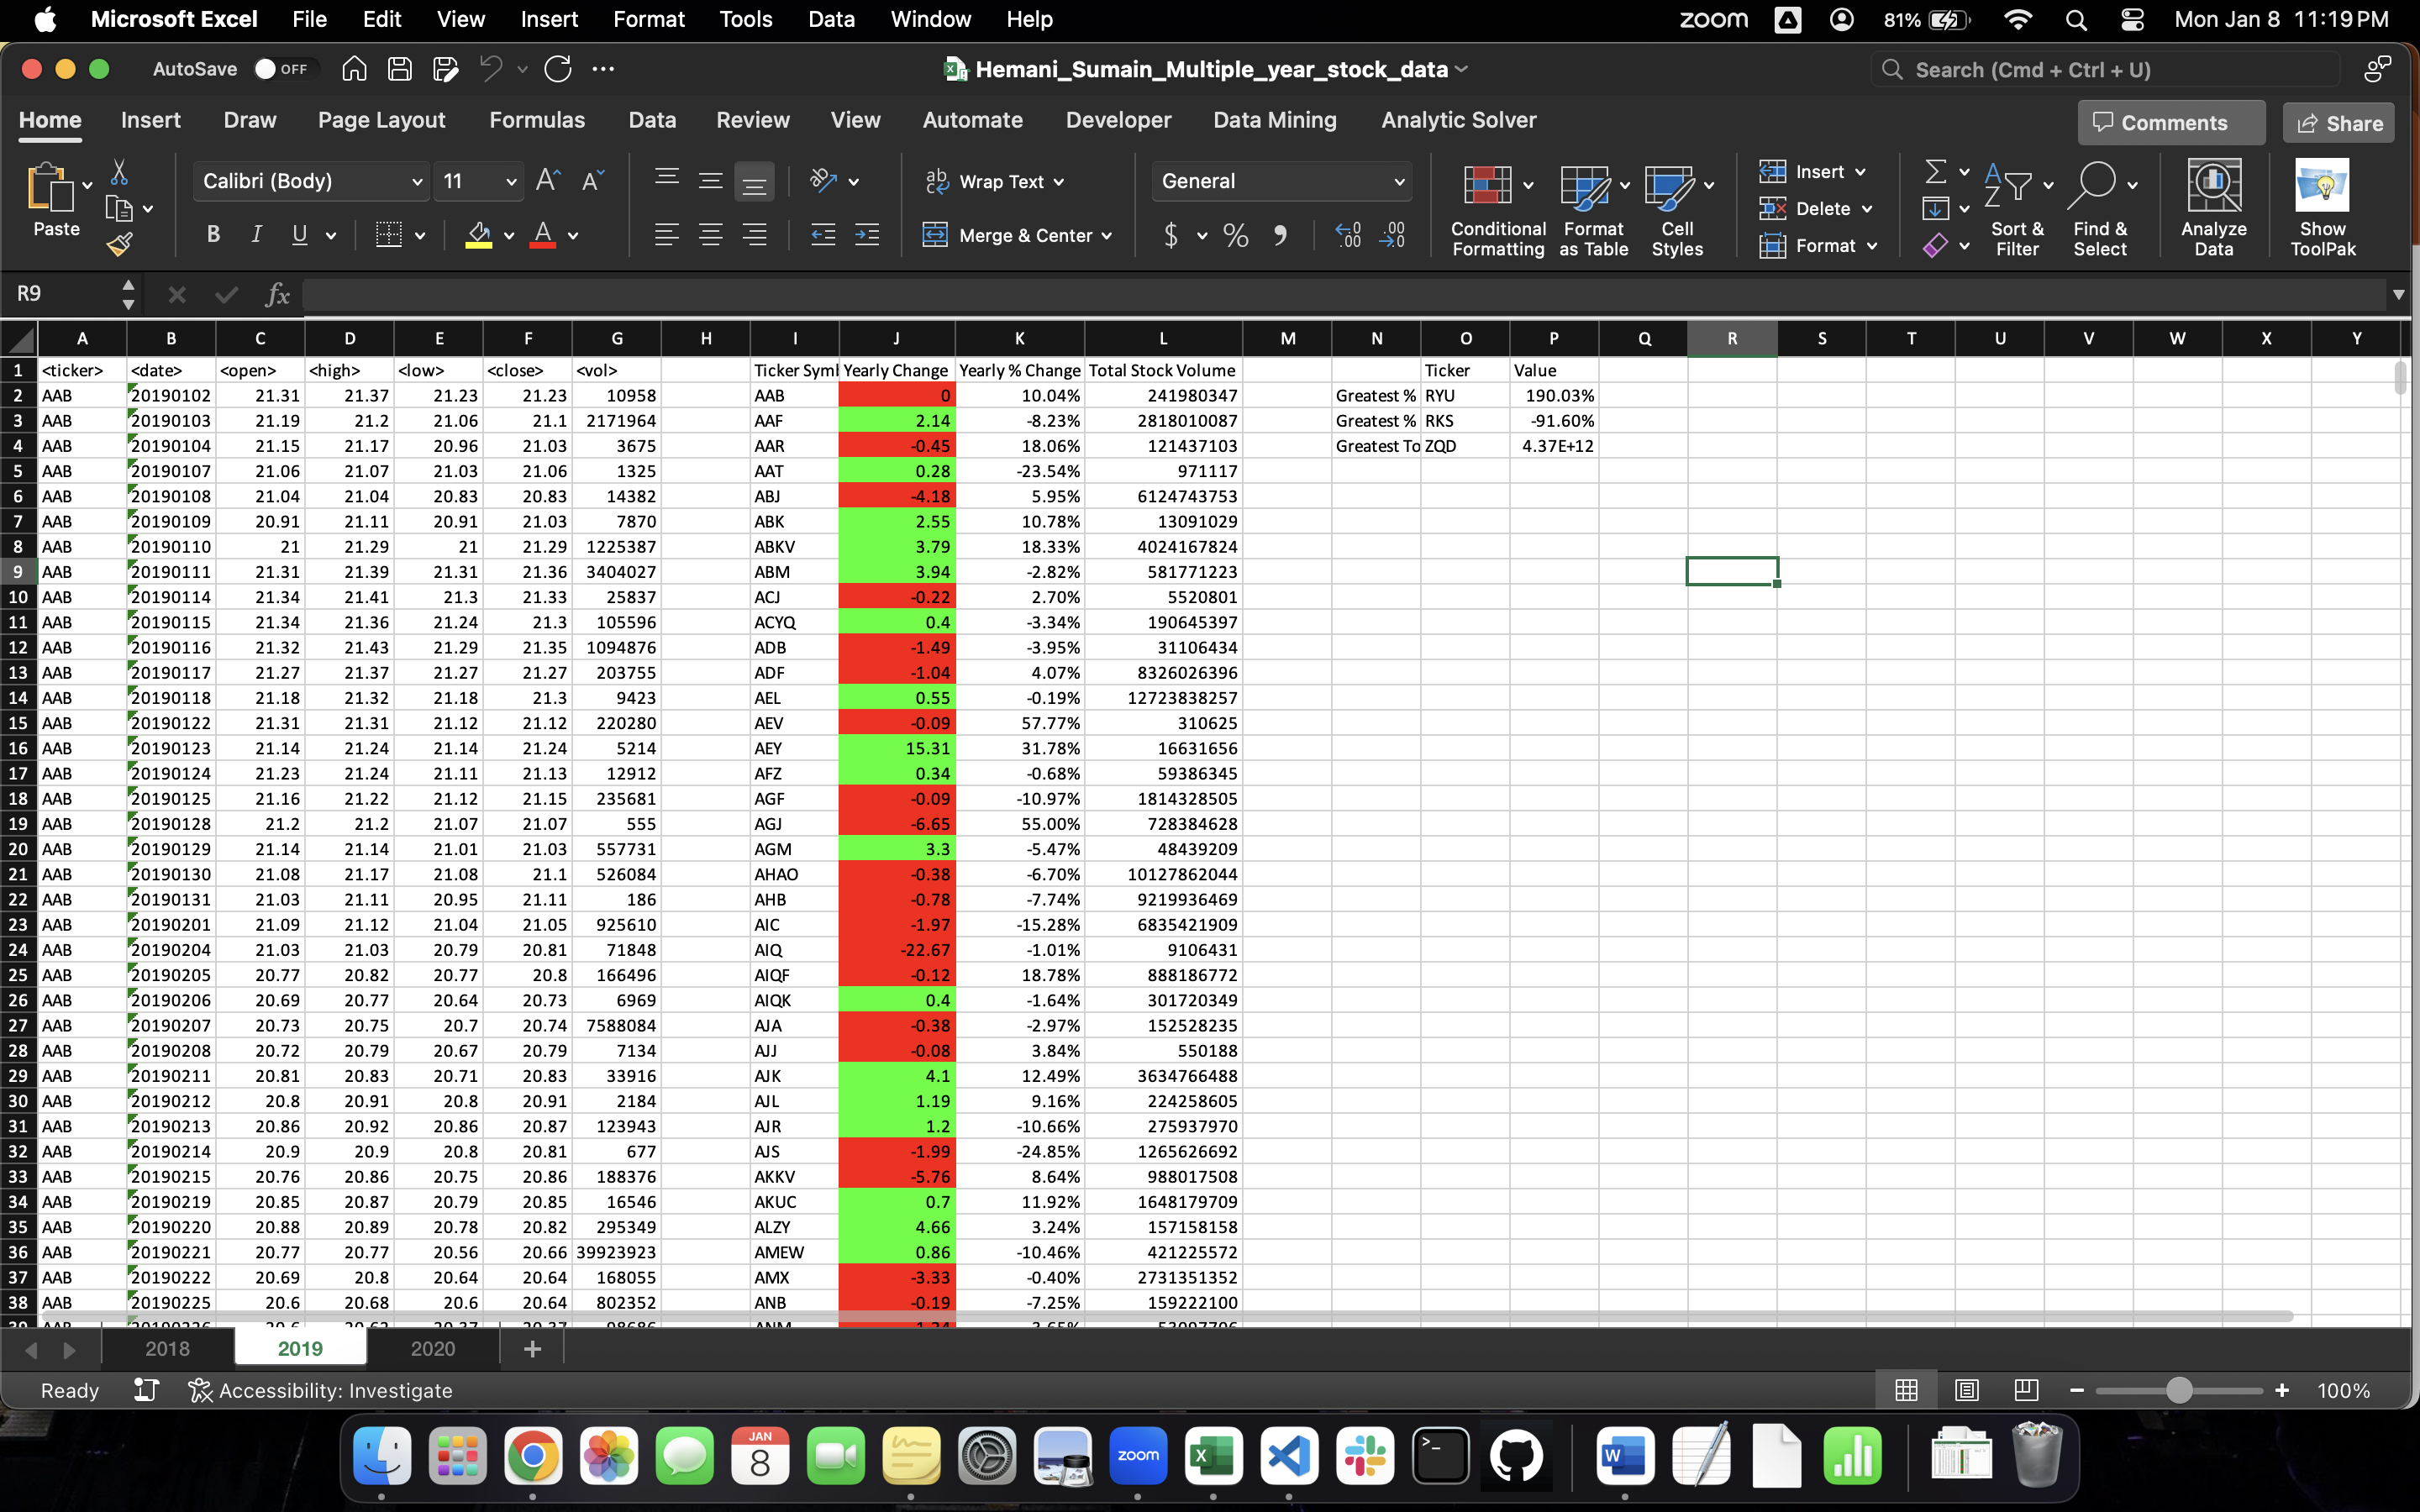 Microsoft Excel File Edit View Insert Format Tools Data Window Help zoom 81% Mon Jan 8 11:19 PM
AutoSave OFF Hemani_Sumain_Multiple_year_stock_data Search (Cmd + Ctrl + U)
Home Insert Draw Page Layout Formulas Data Review View Automate Developer Data Mining Analytic Solver Comments Share
Paste Calibri (Body) 11 Wrap Text General Insert
Merge & Center Conditional Formatting Format as Table Cell Styles Delete Format Sort & Filter Find & Select Analyze Data Show ToolPak
R9 fx
A B C D E F G H I J K L M N O P Q R S T U V W X Y
1 <ticker> <date> <open> <high> <low> <close> <vol> Ticker Syml Yearly Change Yearly % Change Total Stock Volume Ticker Value
2 AAB 20190102 21.31 21.37 21.23 21.23 10958 AAB 0 10.04% 241980347 Greatest % RYU 190.03%
3 AAB 20190103 21.19 21.2 21.06 21.1 2171964 AAF 2.14 -8.23% 2818010087 Greatest % RKS -91.60%
4 AAB 20190104 21.15 21.17 20.96 21.03 3675 AAR -0.45 18.06% 121437103 Greatest To ZQD 4.37E+12
5 AAB 20190107 21.06 21.07 21.03 21.06 1325 AAT 0.28 -23.54% 971117
6 AAB 20190108 21.04 21.04 20.83 20.83 14382 ABJ -4.18 5.95% 6124743753
7 AAB 20190109 20.91 21.11 20.91 21.03 7870 ABK 2.55 10.78% 13091029
8 AAB 20190110 21 21.29 21 21.29 1225387 ABKV 3.79 18.33% 4024167824
9 AAB 20190111 21.31 21.39 21.31 21.36 3404027 ABM 3.94 -2.82% 581771223
10 AAB 20190114 21.34 21.41 21.3 21.33 25837 ACJ -0.22 2.70% 5520801
11 AAB 20190115 21.34 21.36 21.24 21.3 105596 ACYQ 0.4 -3.34% 190645397
12 AAB 20190116 21.32 21.43 21.29 21.35 1094876 ADB -1.49 -3.95% 31106434
13 AAB 20190117 21.27 21.37 21.27 21.27 203755 ADF -1.04 4.07% 8326026396
14 AAB 20190118 21.18 21.32 21.18 21.3 9423 AEL 0.55 -0.19% 12723838257
15 AAB 20190122 21.31 21.31 21.12 21.12 220280 AEV -0.09 57.77% 310625
16 AAB 20190123 21.14 21.24 21.14 21.24 5214 AEY 15.31 31.78% 16631656
17 AAB 20190124 21.23 21.24 21.11 21.13 12912 AFZ 0.34 -0.68% 59386345
18 AAB 20190125 21.16 21.22 21.12 21.15 235681 AGF -0.09 -10.97% 1814328505
19 AAB 20190128 21.2 21.2 21.07 21.07 555 AGJ -6.65 55.00% 728384628
20 AAB 20190129 21.14 21.14 21.01 21.03 557731 AGM 3.3 -5.47% 48439209
21 AAB 20190130 21.08 21.17 21.08 21.1 526084 AHAO -0.38 -6.70% 10127862044
22 AAB 20190131 21.03 21.11 20.95 21.11 186 AHB -0.78 -7.74% 9219936469
23 AAB 20190201 21.09 21.12 21.04 21.05 925610 AIC -1.97 -15.28% 6835421909
24 AAB 20190204 21.03 21.03 20.79 20.81 71848 AIQ -22.67 -1.01% 9106431
25 AAB 20190205 20.77 20.82 20.77 20.8 166496 AIQF -0.12 18.78% 888186772
26 AAB 20190206 20.69 20.77 20.64 20.73 6969 AIQK 0.4 -1.64% 301720349
27 AAB 20190207 20.73 20.75 20.7 20.74 7588084 AJA -0.38 -2.97% 152528235
28 AAB 20190208 20.72 20.79 20.67 20.79 7134 AJJ -0.08 3.84% 550188
29 AAB 20190211 20.81 20.83 20.71 20.83 33916 AJK 4.1 12.49% 3634766488
30 AAB 20190212 20.8 20.91 20.8 20.91 2184 AJL 1.19 9.16% 224258605
31 AAB 20190213 20.86 20.92 20.86 20.87 123943 AJR 1.2 -10.66% 275937970
32 AAB 20190214 20.9 20.9 20.8 20.81 677 AJS -1.99 -24.85% 1265626692
33 AAB 20190215 20.76 20.86 20.75 20.86 188376 AKKV -5.76 8.64% 988017508
34 AAB 20190219 20.85 20.87 20.79 20.85 16546 AKUC 0.7 11.92% 1648179709
35 AAB 20190220 20.88 20.89 20.78 20.82 295349 ALZY 4.66 3.24% 157158158
36 AAB 20190221 20.77 20.77 20.56 20.66 39923923 AMEW 0.86 -10.46% 421225572
37 AAB 20190222 20.69 20.8 20.64 20.64 168055 AMX -3.33 -0.40% 2731351352
38 AAB 20190225 20.6 20.68 20.6 20.64 802352 ANB -0.19 -7.25% 159222100
2018 2019 2020 +
Ready Accessibility: Investigate 100%
JAN
8 zoom